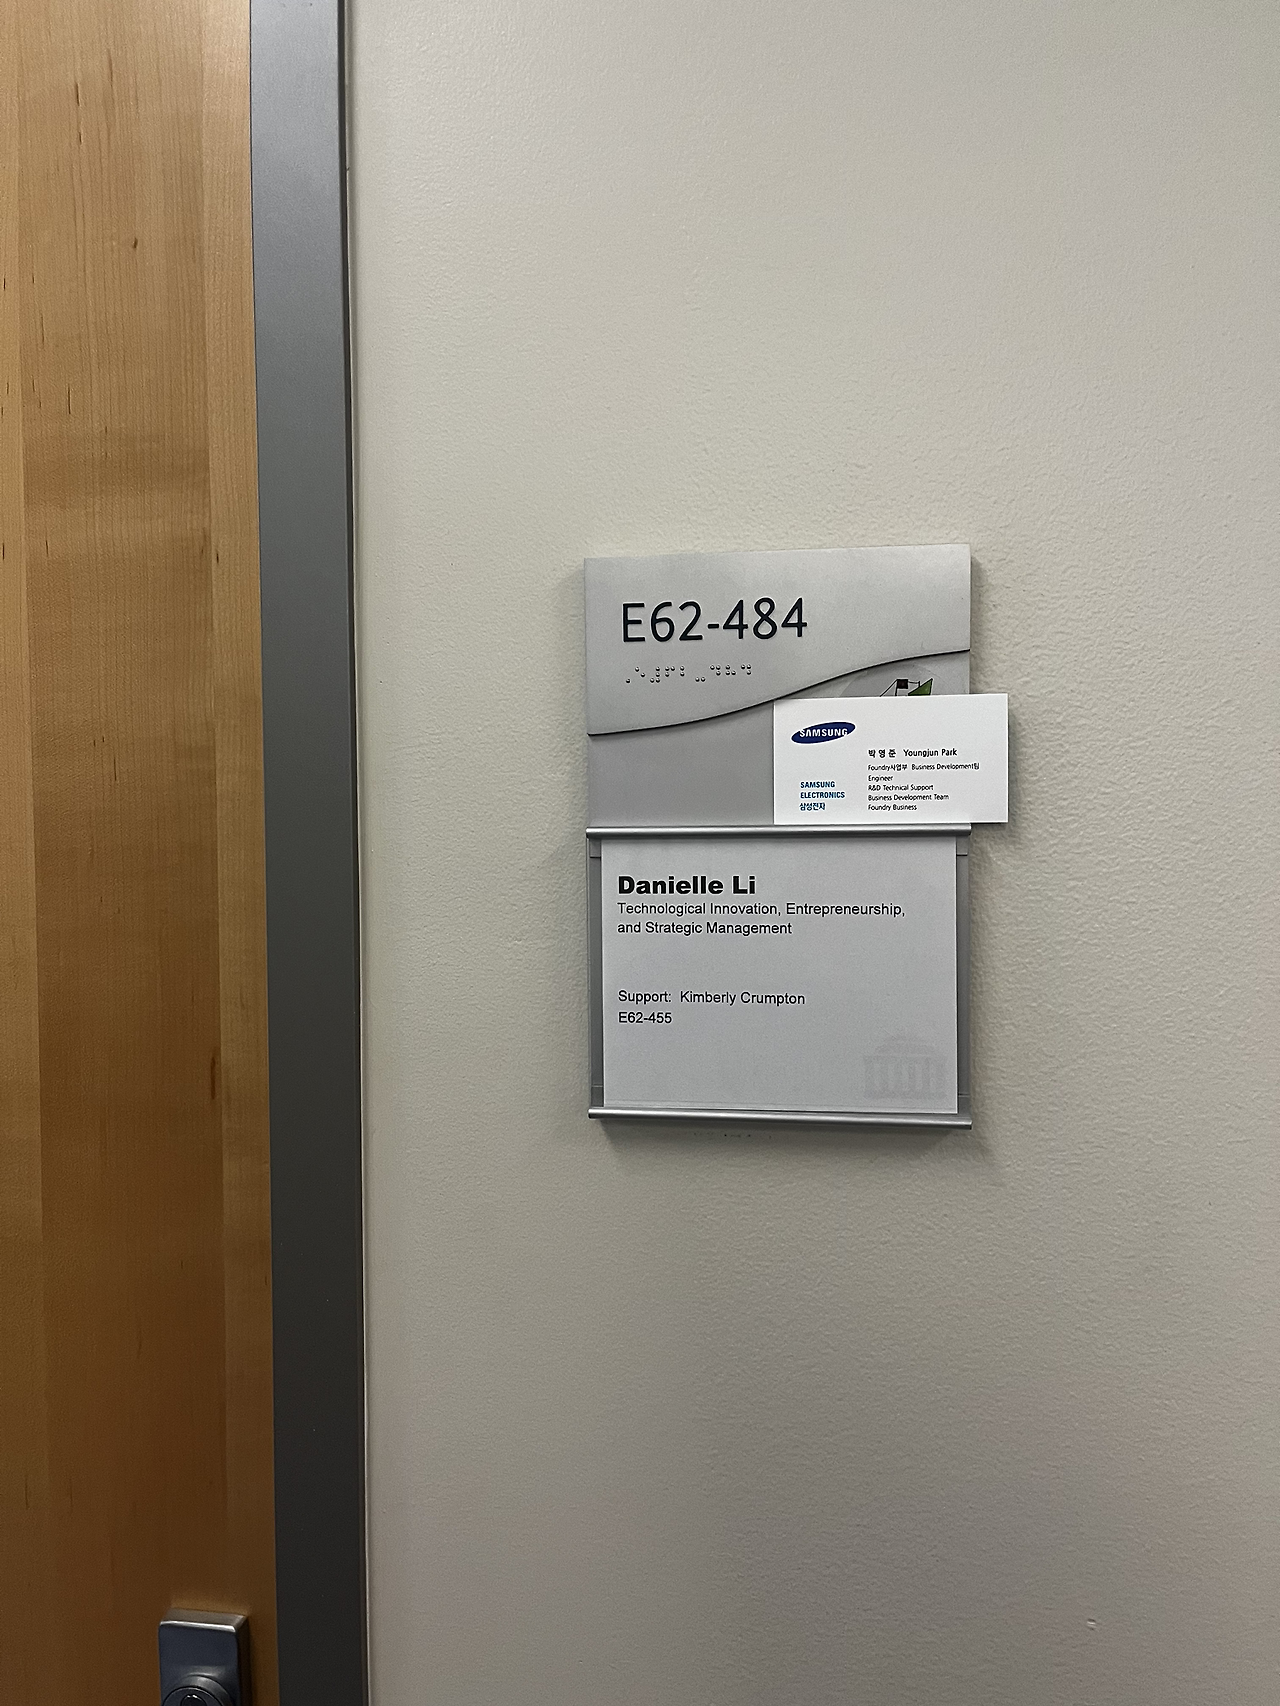 E62-484
SAMSUNG
박 영 준 Youngjun Park
Foundry사업부 Business Development팀
Engineer
R&D Technical Support
Business Development Team
Foundry Business
SAMSUNG
ELECTRONICS
삼성전자
Danielle Li
Technological Innovation, Entrepreneurship,
and Strategic Management
Support: Kimberly Crumpton
E62-455